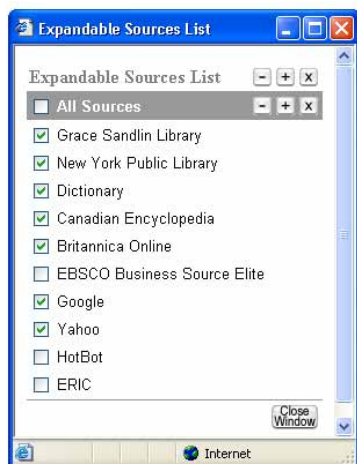 Expandable Sources List
Expandable Sources List - + x
All Sources - + x
Grace Sandlin Library
New York Public Library
Dictionary
Canadian Encyclopedia
Britannica Online
EBSCO Business Source Elite
Google
Yahoo
HotBot
ERIC
Close
Window
Internet